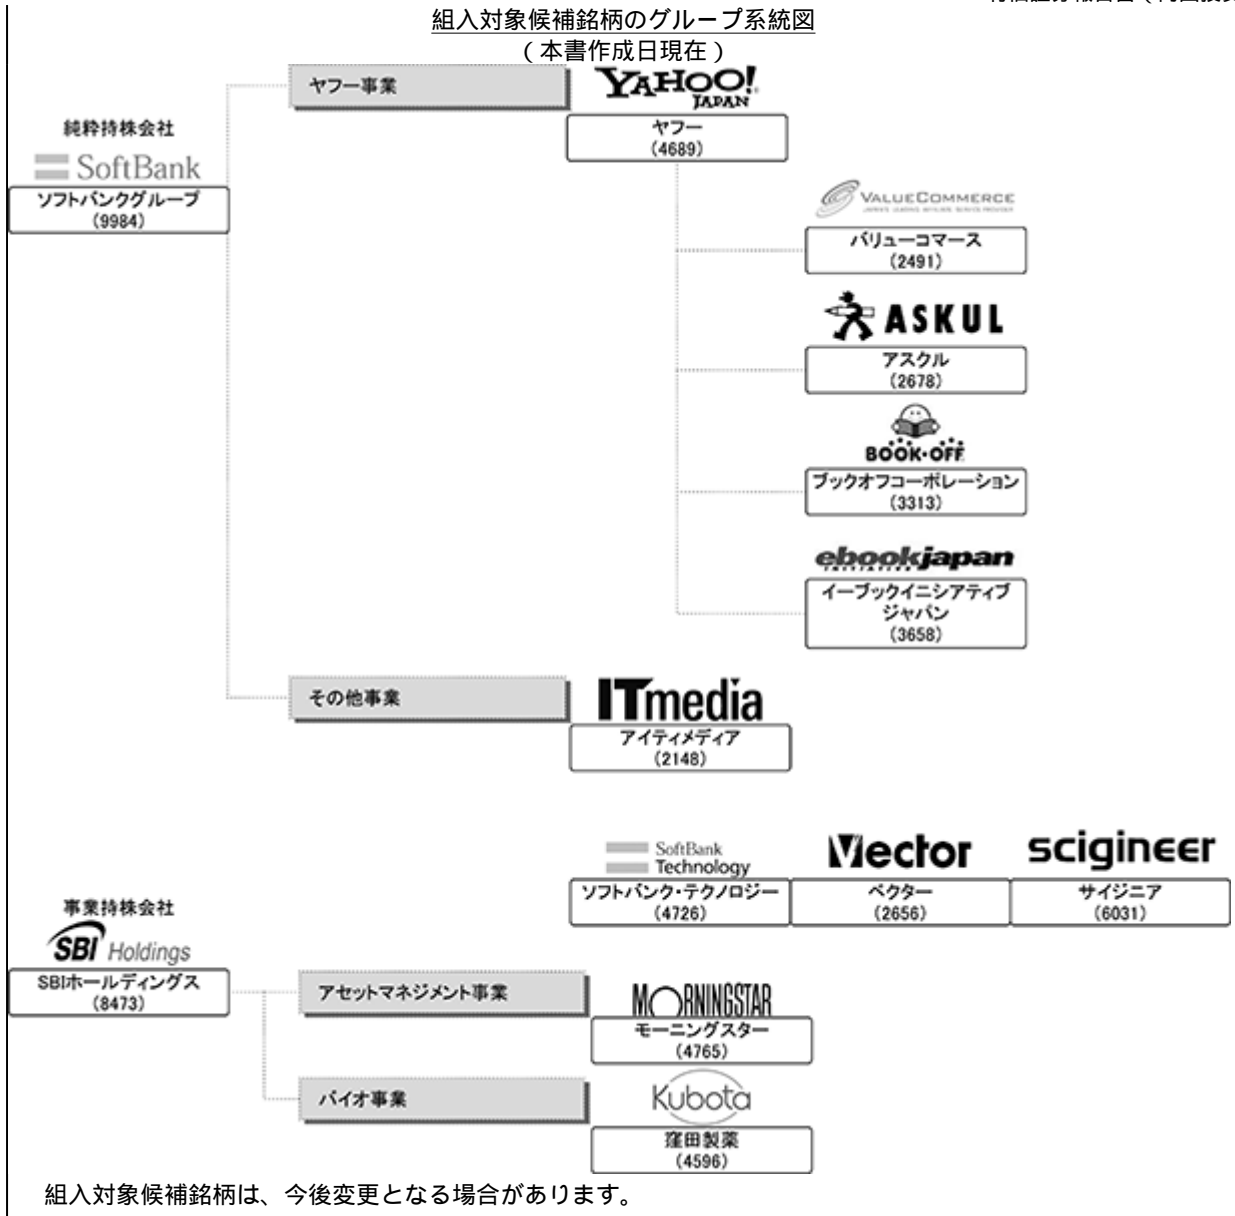 組入対象候補銘柄のグループ系統図
(本書作成日現在)
ヤフー事業
YAHOO!
JAPAN
ヤフー
(4689)
純粋持株会社
SoftBank
ソフトバンクグループ
(9984)
VALUECOMMERCE
バリューコマース
(2491)
ASKUL
アスクル
(2678)
BOOK・OFF
ブックオフコーポレーション
(3313)
ebookjapan
イーブックイニシアティブ
ジャパン
(3658)
その他事業
ITmedia
アイティメディア
(2148)
SoftBank
Technology
ソフトバンク・テクノロジー
(4726)
Vector
ベクター
(2656)
scigineer
サイジニア
(6031)
事業持株会社
SBI Holdings
SBIホールディングス
(8473)
アセットマネジメント事業
MORNINGSTAR
モーニングスター
(4765)
バイオ事業
Kubota
窪田製薬
(4596)
組入対象候補銘柄は、今後変更となる場合があります。